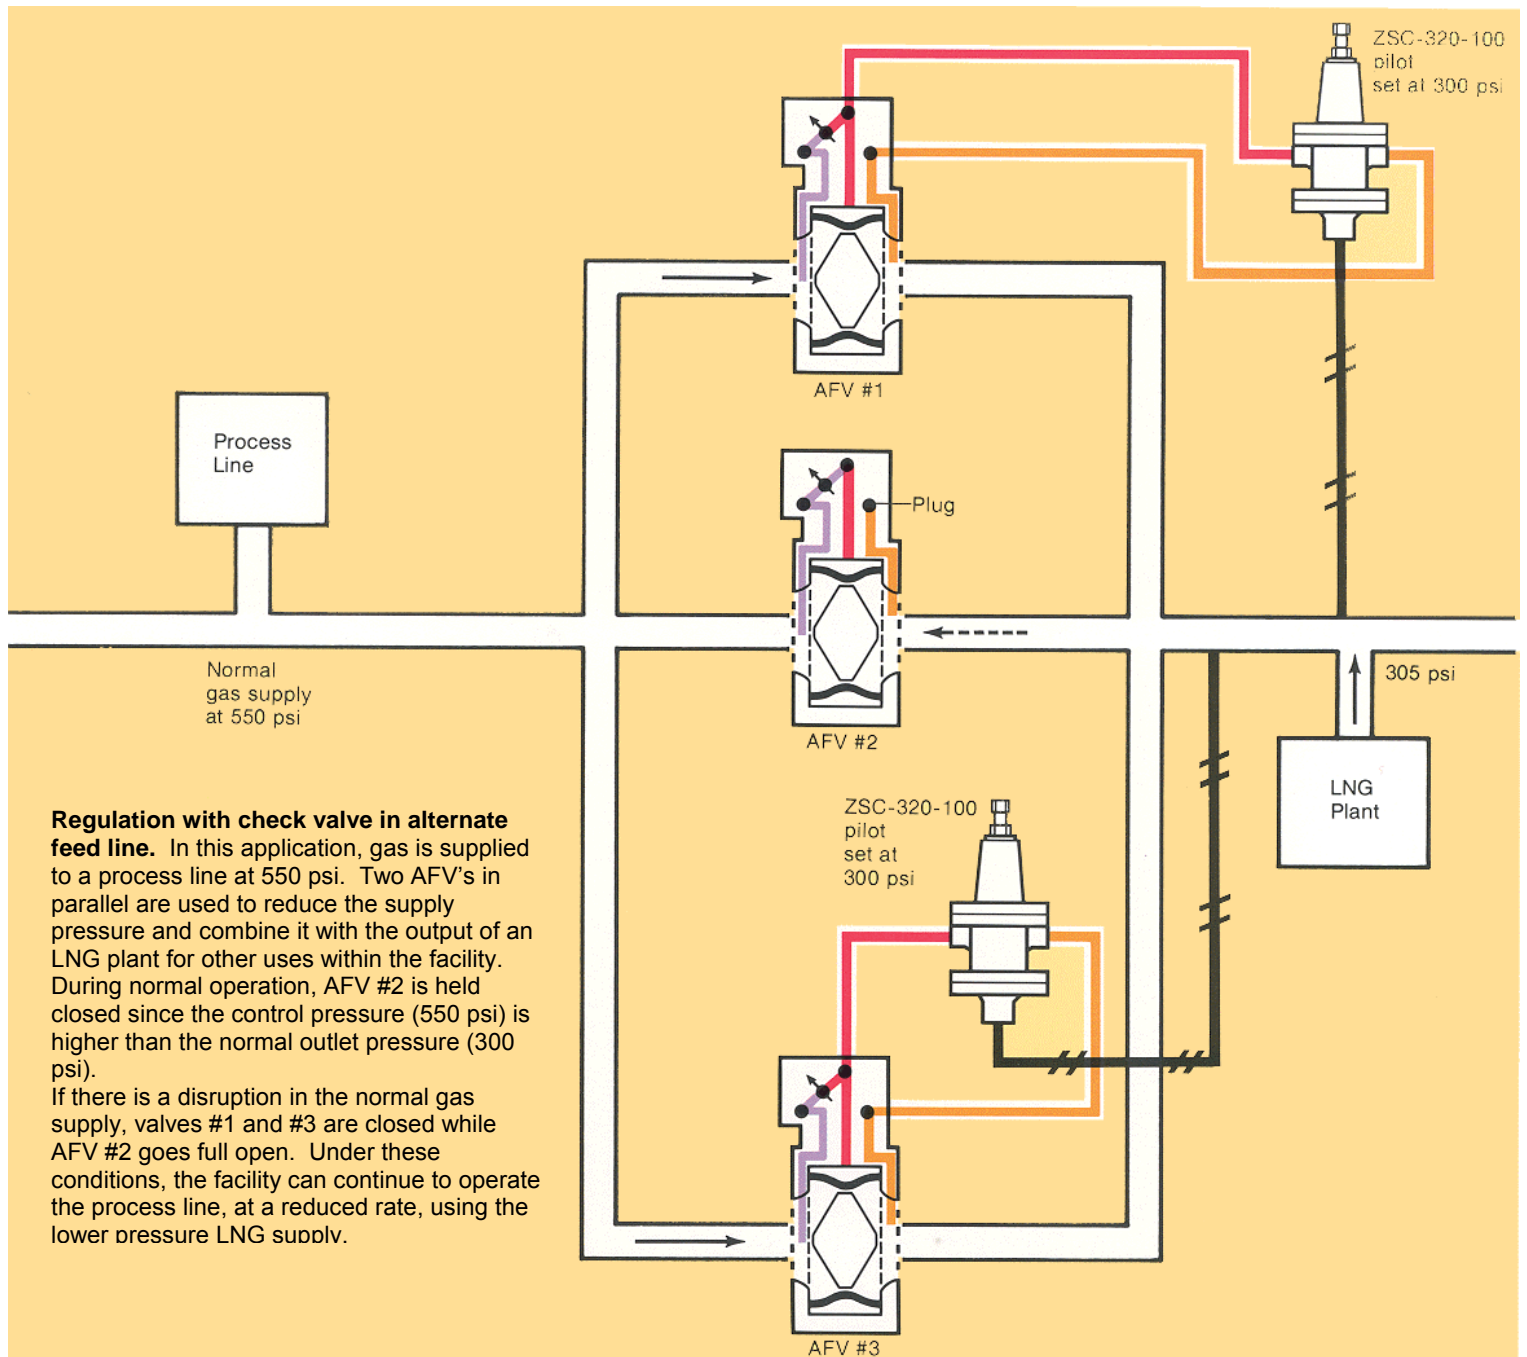 ZSC-320-100
pilot
set at 300 psi
AFV #1
Process
Line
Plug
Normal
gas supply
at 550 psi
AFV #2
305 psi
LNG
Plant
ZSC-320-100
pilot
set at
300 psi
Regulation with check valve in alternate
feed line. In this application, gas is supplied
to a process line at 550 psi. Two AFV's in
parallel are used to reduce the supply
pressure and combine it with the output of an
LNG plant for other uses within the facility.
During normal operation, AFV #2 is held
closed since the control pressure (550 psi) is
higher than the normal outlet pressure (300
psi).
If there is a disruption in the normal gas
supply, valves #1 and #3 are closed while
AFV #2 goes full open. Under these
conditions, the facility can continue to operate
the process line, at a reduced rate, using the
lower pressure LNG supply.
AFV #3